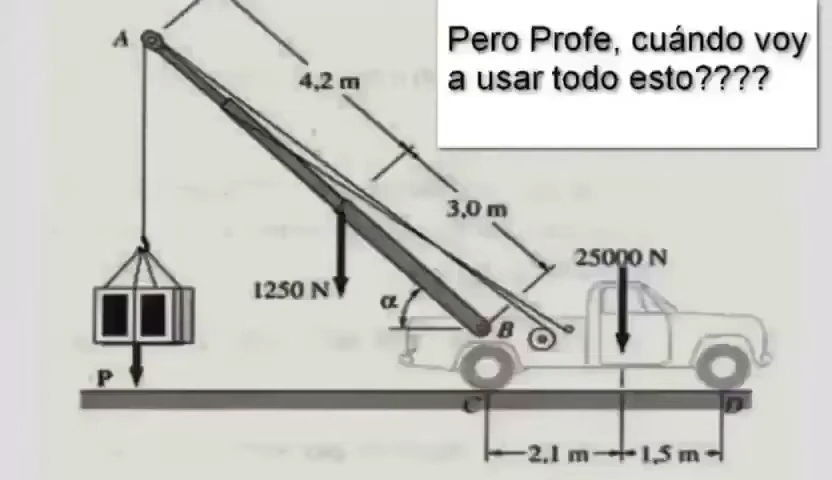 Pero Profe, cuándo voy
a usar todo esto????
A
4,2 m
3,0 m
25000 N
1250 N
α
B
P
C
D
2,1 m
1,5 m